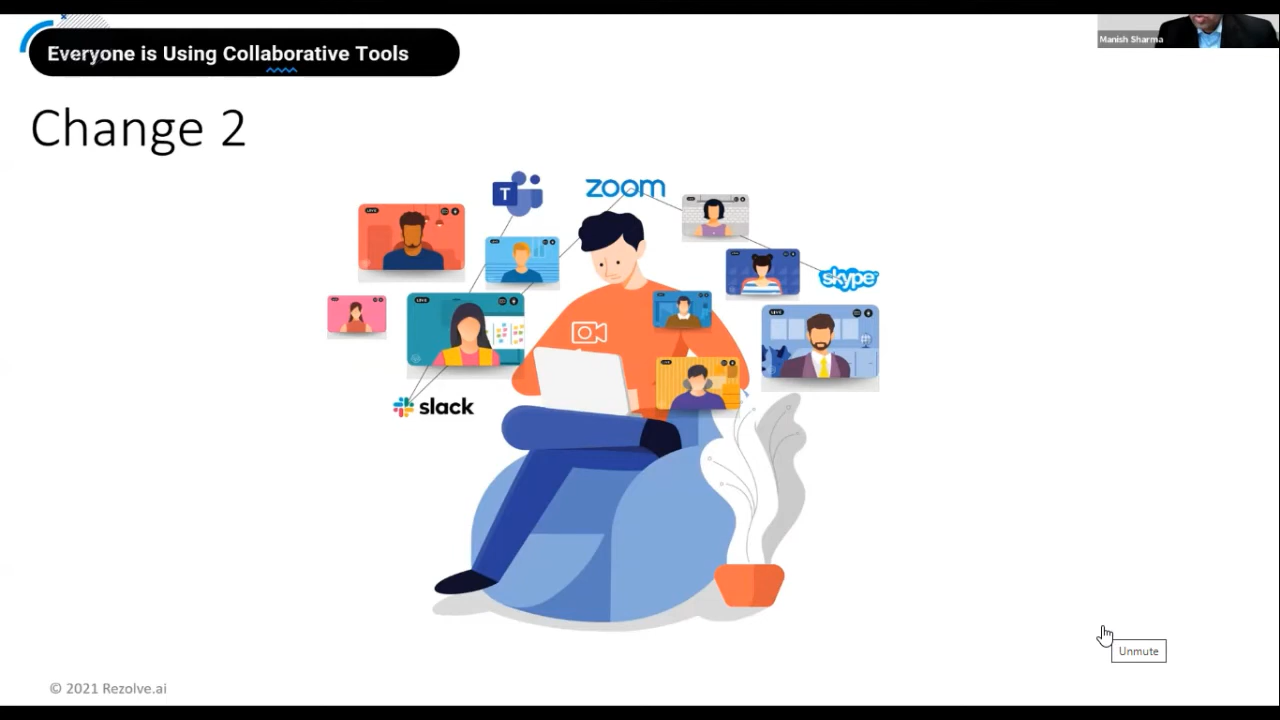 Everyone is Using Collaborative Tools
Manish Sharma
Change 2
T
zoom
skype
slack
Unmute
© 2021 Rezolve.ai